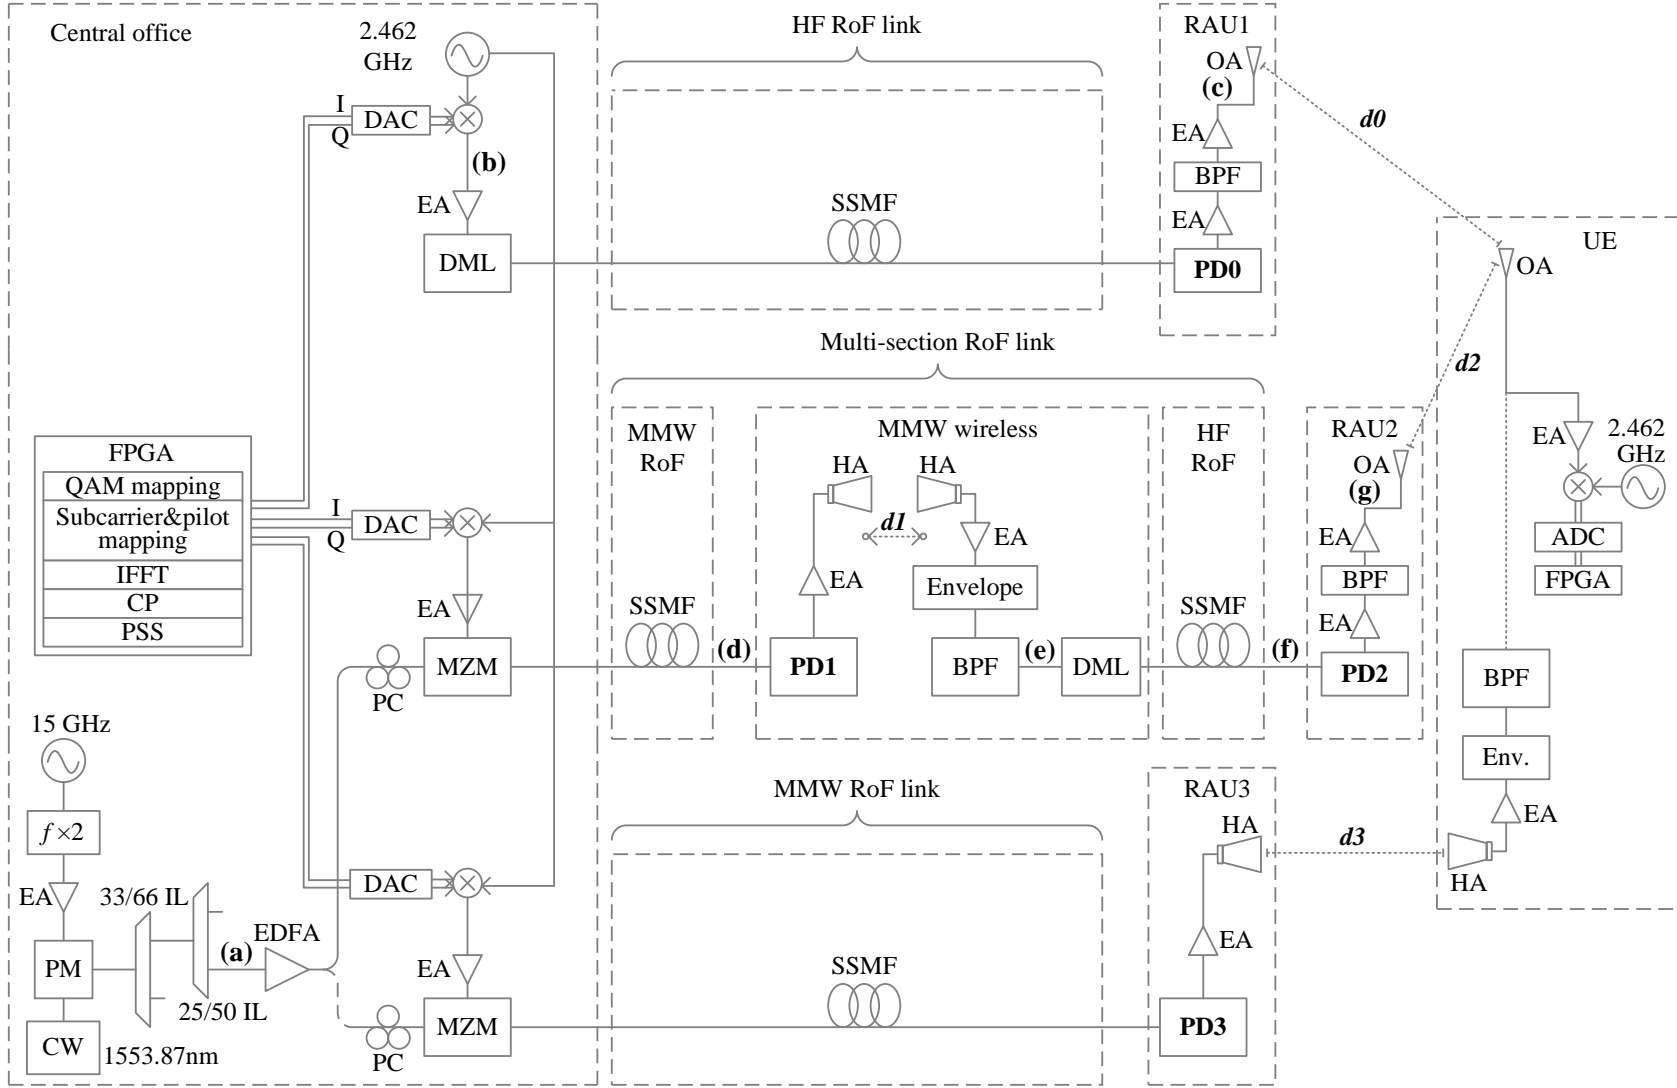 Central office
2.462
GHz
I
Q
DAC
(b)
EA
DML
HF RoF link
SSMF
RAU1
OA
(c)
EA
BPF
EA
PD0
d0
UE
OA
d2
Multi-section RoF link
FPGA
QAM mapping
Subcarrier&pilot
mapping
IFFT
CP
PSS
I
Q
DAC
EA
MZM
PC
MMW
RoF
SSMF
(d)
MMW wireless
HA
HA
d1
EA
EA
Envelope
PD1
BPF
(e)
DML
HF
RoF
SSMF
(f)
RAU2
OA
(g)
EA
BPF
EA
PD2
EA
2.462
GHz
ADC
FPGA
BPF
Env.
EA
HA
15 GHz
f ×2
EA
PM
CW
1553.87nm
33/66 IL
25/50 IL
(a)
EDFA
DAC
EA
MZM
PC
MMW RoF link
SSMF
RAU3
HA
EA
PD3
d3